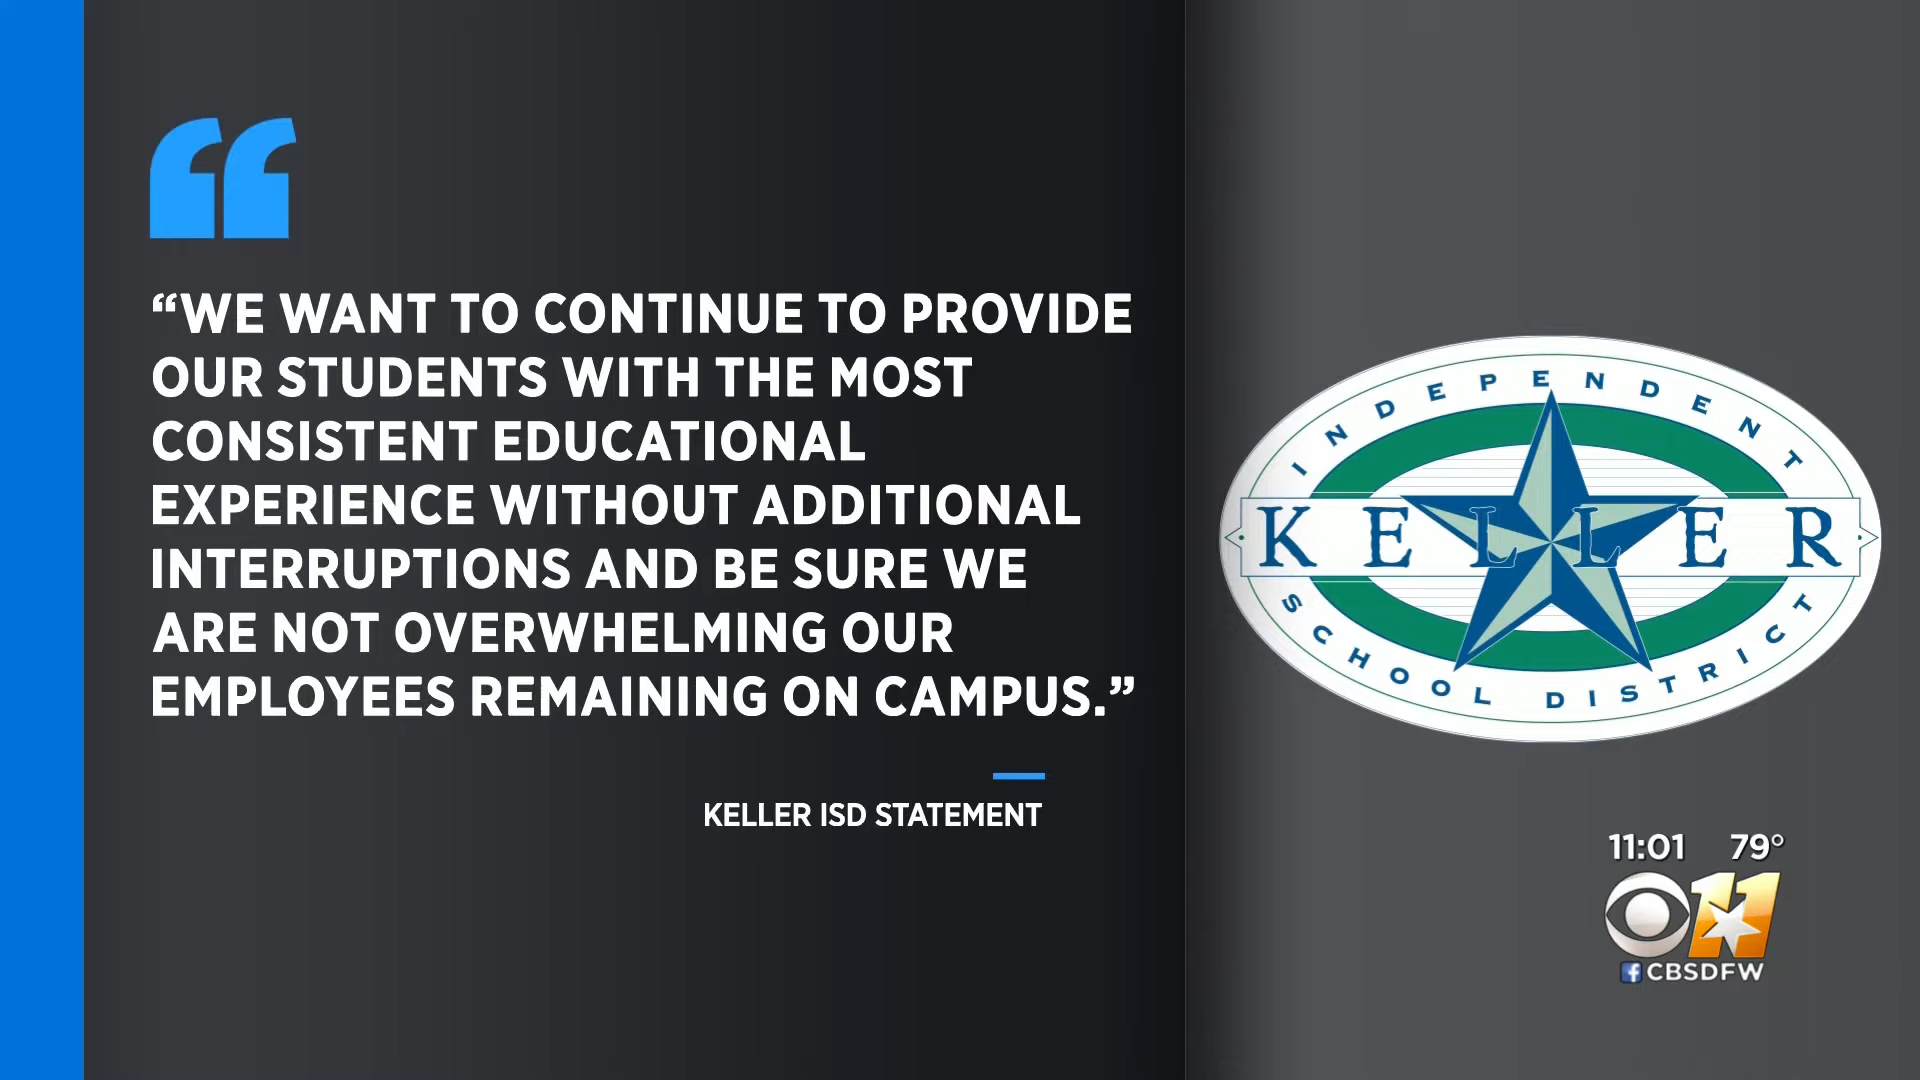 “WE WANT TO CONTINUE TO PROVIDE
OUR STUDENTS WITH THE MOST
CONSISTENT EDUCATIONAL
EXPERIENCE WITHOUT ADDITIONAL
INTERRUPTIONS AND BE SURE WE
ARE NOT OVERWHELMING OUR
EMPLOYEES REMAINING ON CAMPUS.”
KELLER ISD STATEMENT
INDEPENDENT
KELLER
SCHOOL DISTRICT
11:01 79°
11
f CBSDFW